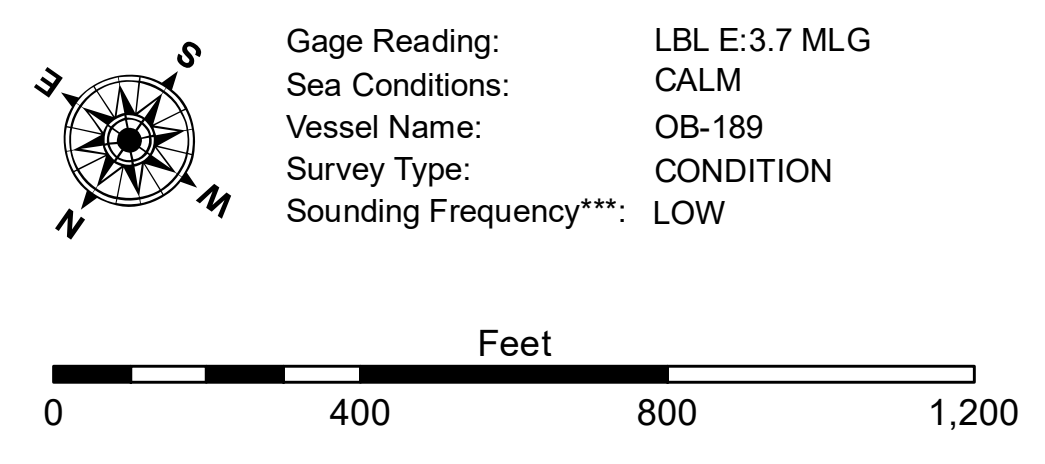 S
E
W
N
Gage Reading: LBL E:3.7 MLG
Sea Conditions: CALM
Vessel Name: OB-189
Survey Type: CONDITION
Sounding Frequency***: LOW
Feet
0 400 800 1,200